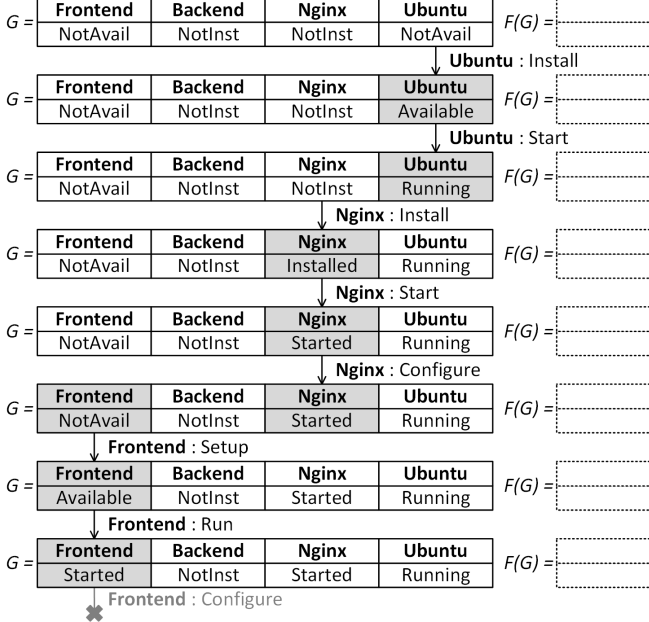 Frontend Backend Nginx Ubuntu
G = F(G) =
NotAvail NotInst NotInst NotAvail
Ubuntu : Install
Frontend Backend Nginx Ubuntu
G = F(G) =
NotAvail NotInst NotInst Available
Ubuntu : Start
Frontend Backend Nginx Ubuntu
G = F(G) =
NotAvail NotInst NotInst Running
Nginx : Install
Frontend Backend Nginx Ubuntu
G = F(G) =
NotAvail NotInst Installed Running
Nginx : Start
Frontend Backend Nginx Ubuntu
G = F(G) =
NotAvail NotInst Started Running
Nginx : Configure
Frontend Backend Nginx Ubuntu
G = F(G) =
NotAvail NotInst Started Running
Frontend : Setup
Frontend Backend Nginx Ubuntu
G = F(G) =
Available NotInst Started Running
Frontend : Run
Frontend Backend Nginx Ubuntu
G = F(G) =
Started NotInst Started Running
Frontend : Configure